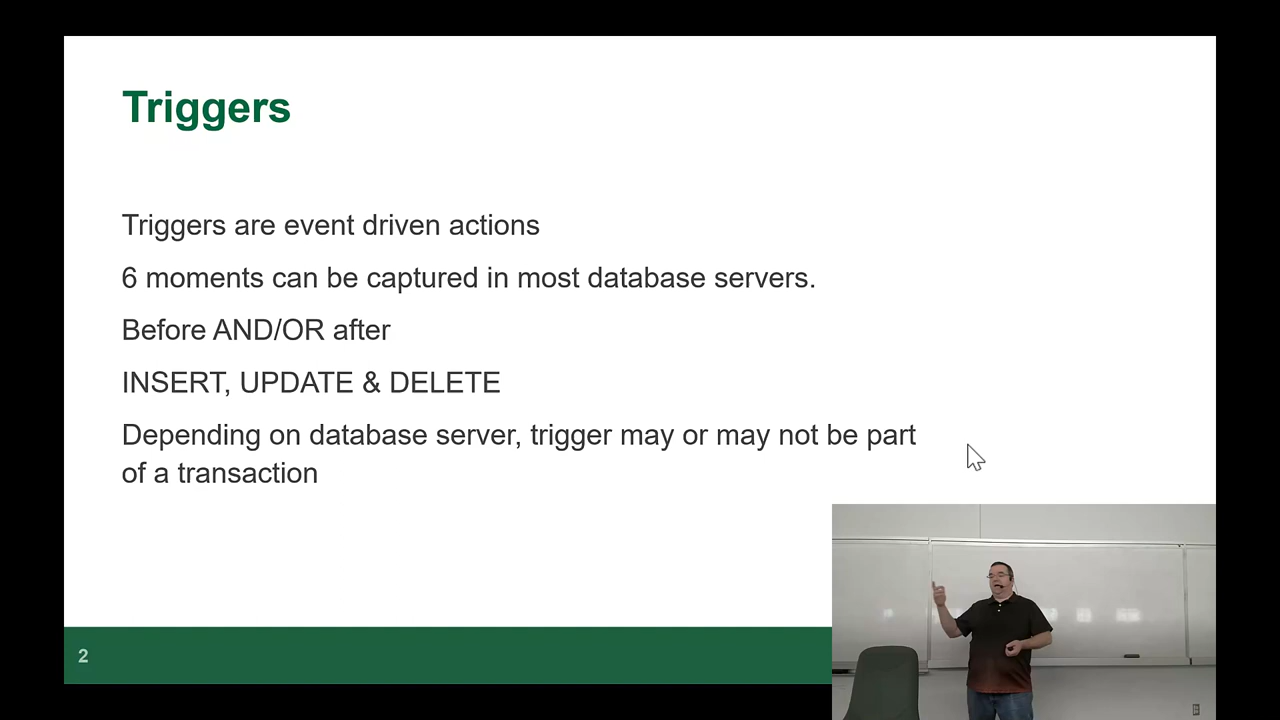 Triggers
Triggers are event driven actions
6 moments can be captured in most database servers.
Before AND/OR after
INSERT, UPDATE & DELETE
Depending on database server, trigger may or may not be part
of a transaction
2